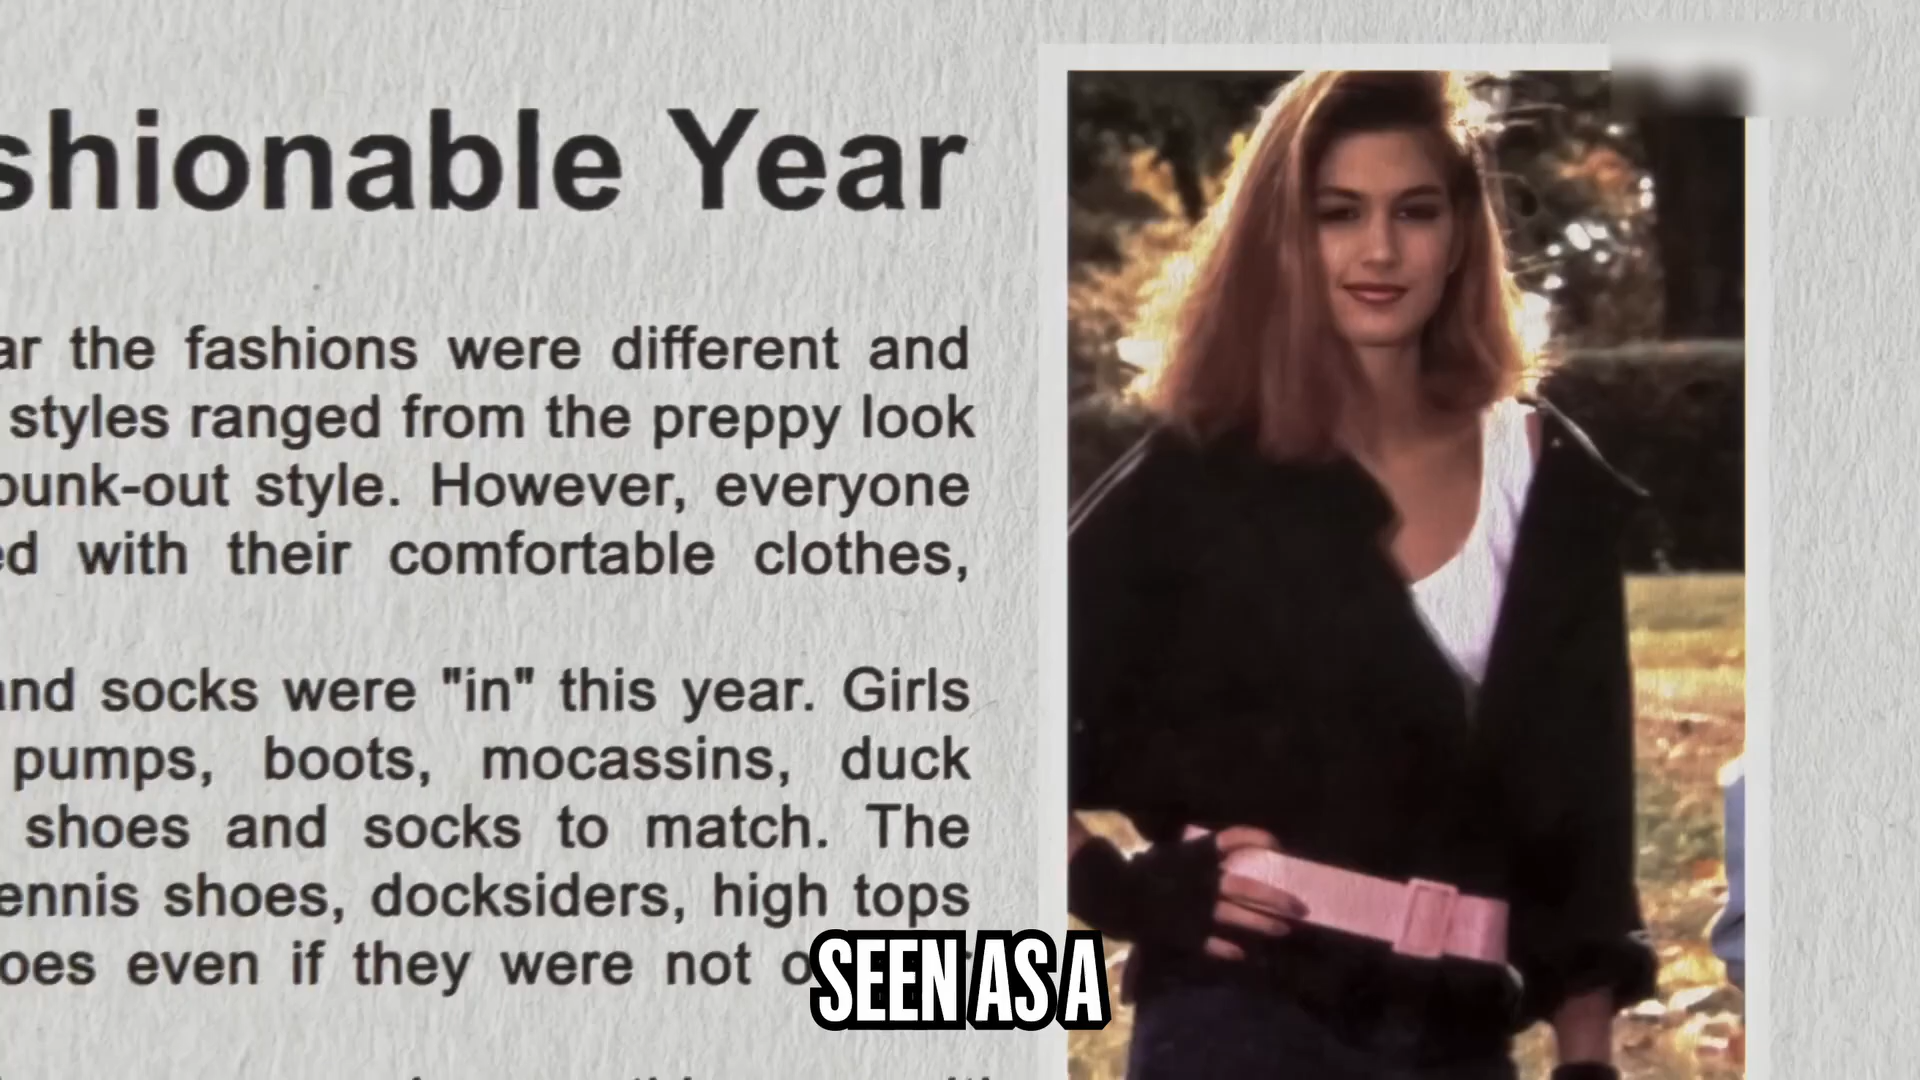 shionable Year
ar the fashions were different and
styles ranged from the preppy look
punk-out style. However, everyone
ed with their comfortable clothes,
and socks were "in" this year. Girls
pumps, boots, mocassins, duck
shoes and socks to match. The
ennis shoes, docksiders, high tops
oes even if they were not o
SEEN AS A